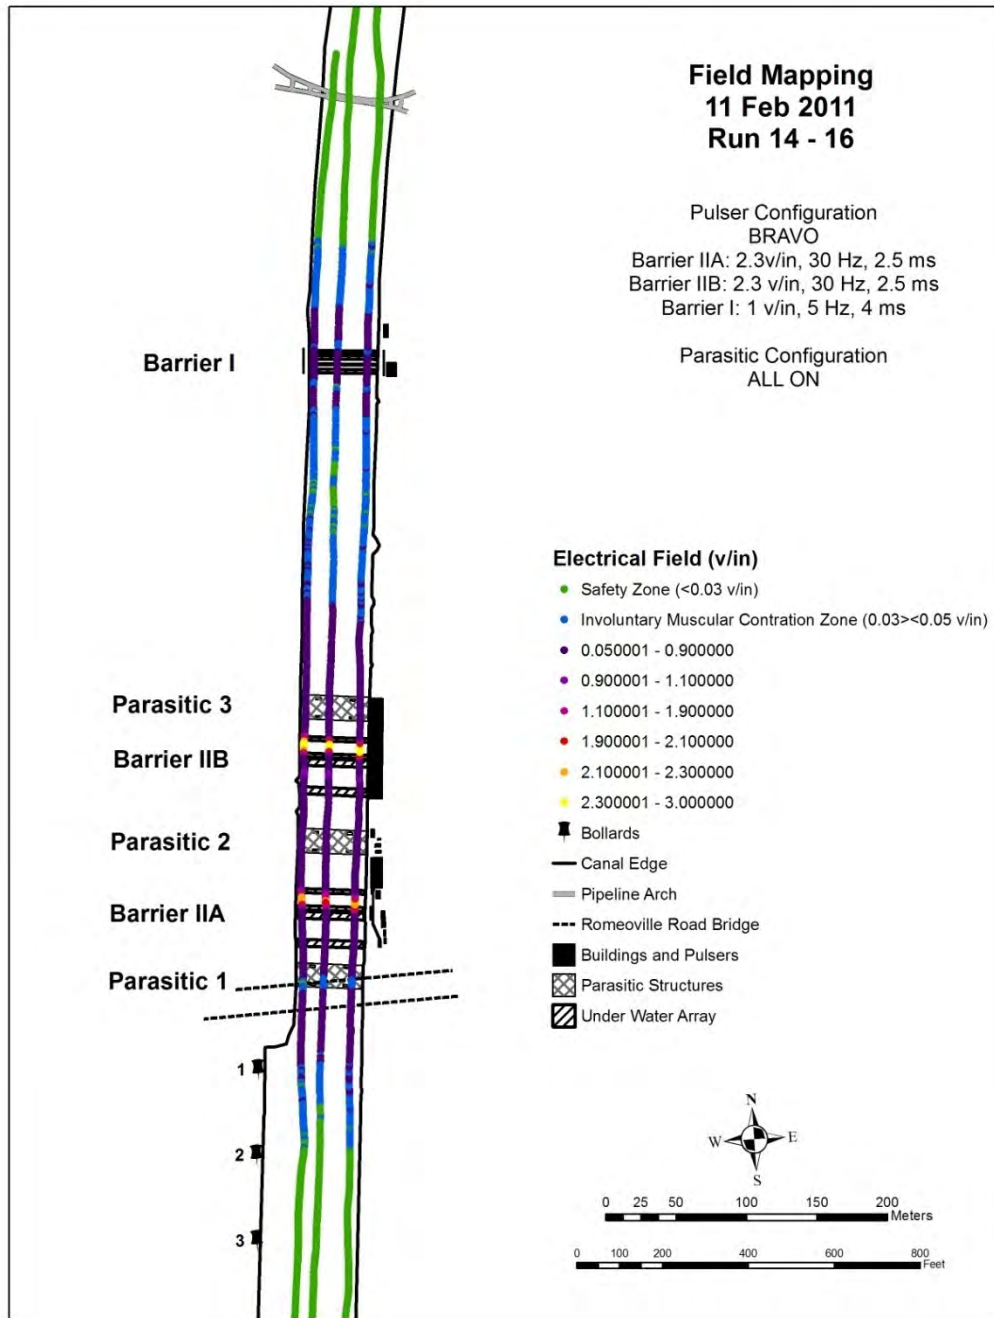 Field Mapping
11 Feb 2011
Run 14 - 16
Pulser Configuration
BRAVO
Barrier IIA: 2.3v/in, 30 Hz, 2.5 ms
Barrier IIB: 2.3 v/in, 30 Hz, 2.5 ms
Barrier I: 1 v/in, 5 Hz, 4 ms
Parasitic Configuration
ALL ON
Barrier I
Parasitic 3
Barrier IIB
Parasitic 2
Barrier IIA
Parasitic 1
1
2
3
Electrical Field (v/in)
Safety Zone (<0.03 v/in)
Involuntary Muscular Contration Zone (0.03><0.05 v/in)
0.050001 - 0.900000
0.900001 - 1.100000
1.100001 - 1.900000
1.900001 - 2.100000
2.100001 - 2.300000
2.300001 - 3.000000
Bollards
Canal Edge
Pipeline Arch
Romeoville Road Bridge
Buildings and Pulsers
Parasitic Structures
Under Water Array
N
W E
S
0 25 50 100 150 200
Meters
0 100 200 400 600 800
Feet